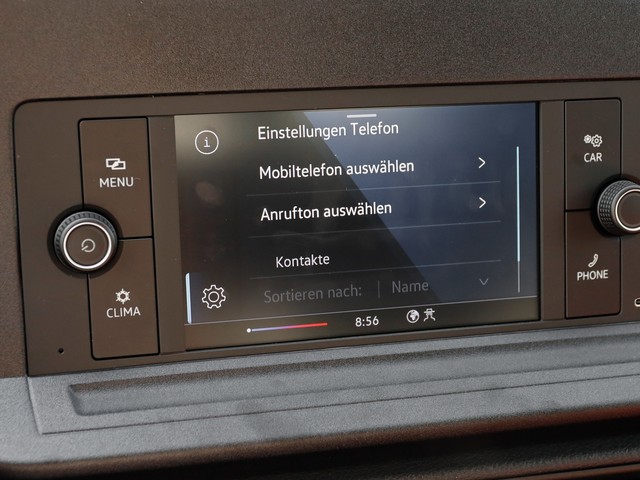 Einstellungen Telefon
Mobiltelefon auswählen
Anrufton auswählen
Kontakte
Sortieren nach: | Name
8:56
MENU
CLIMA
CAR
PHONE